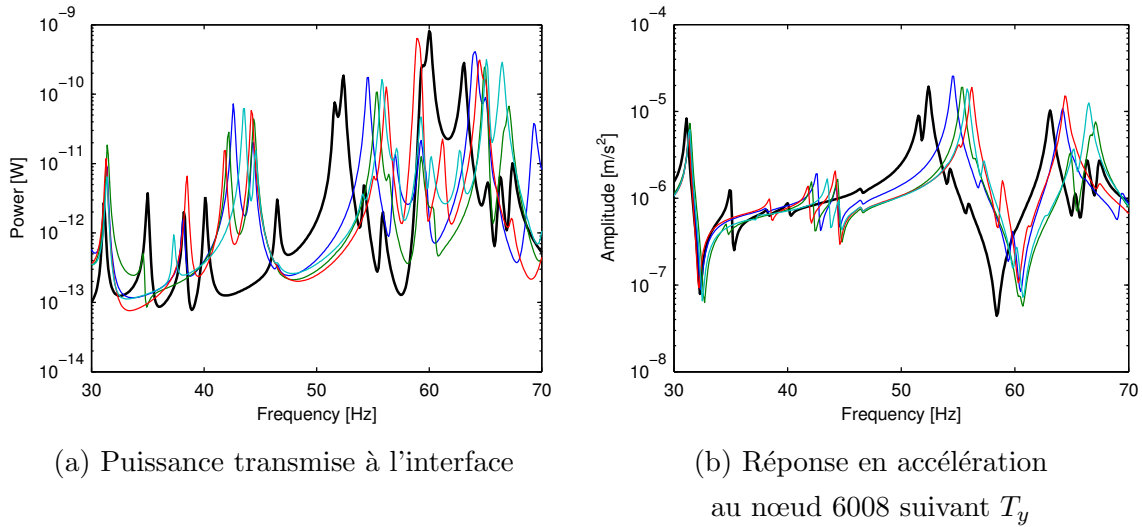 10⁻⁹
10⁻¹⁰
10⁻¹¹
10⁻¹²
10⁻¹³
10⁻¹⁴
Power [W]
30 40 50 60 70
Frequency [Hz]
10⁻⁴
10⁻⁵
10⁻⁶
10⁻⁷
10⁻⁸
Amplitude [m/s²]
30 40 50 60 70
Frequency [Hz]
(a) Puissance transmise à l'interface
(b) Réponse en accélération
au nœud 6008 suivant T_y